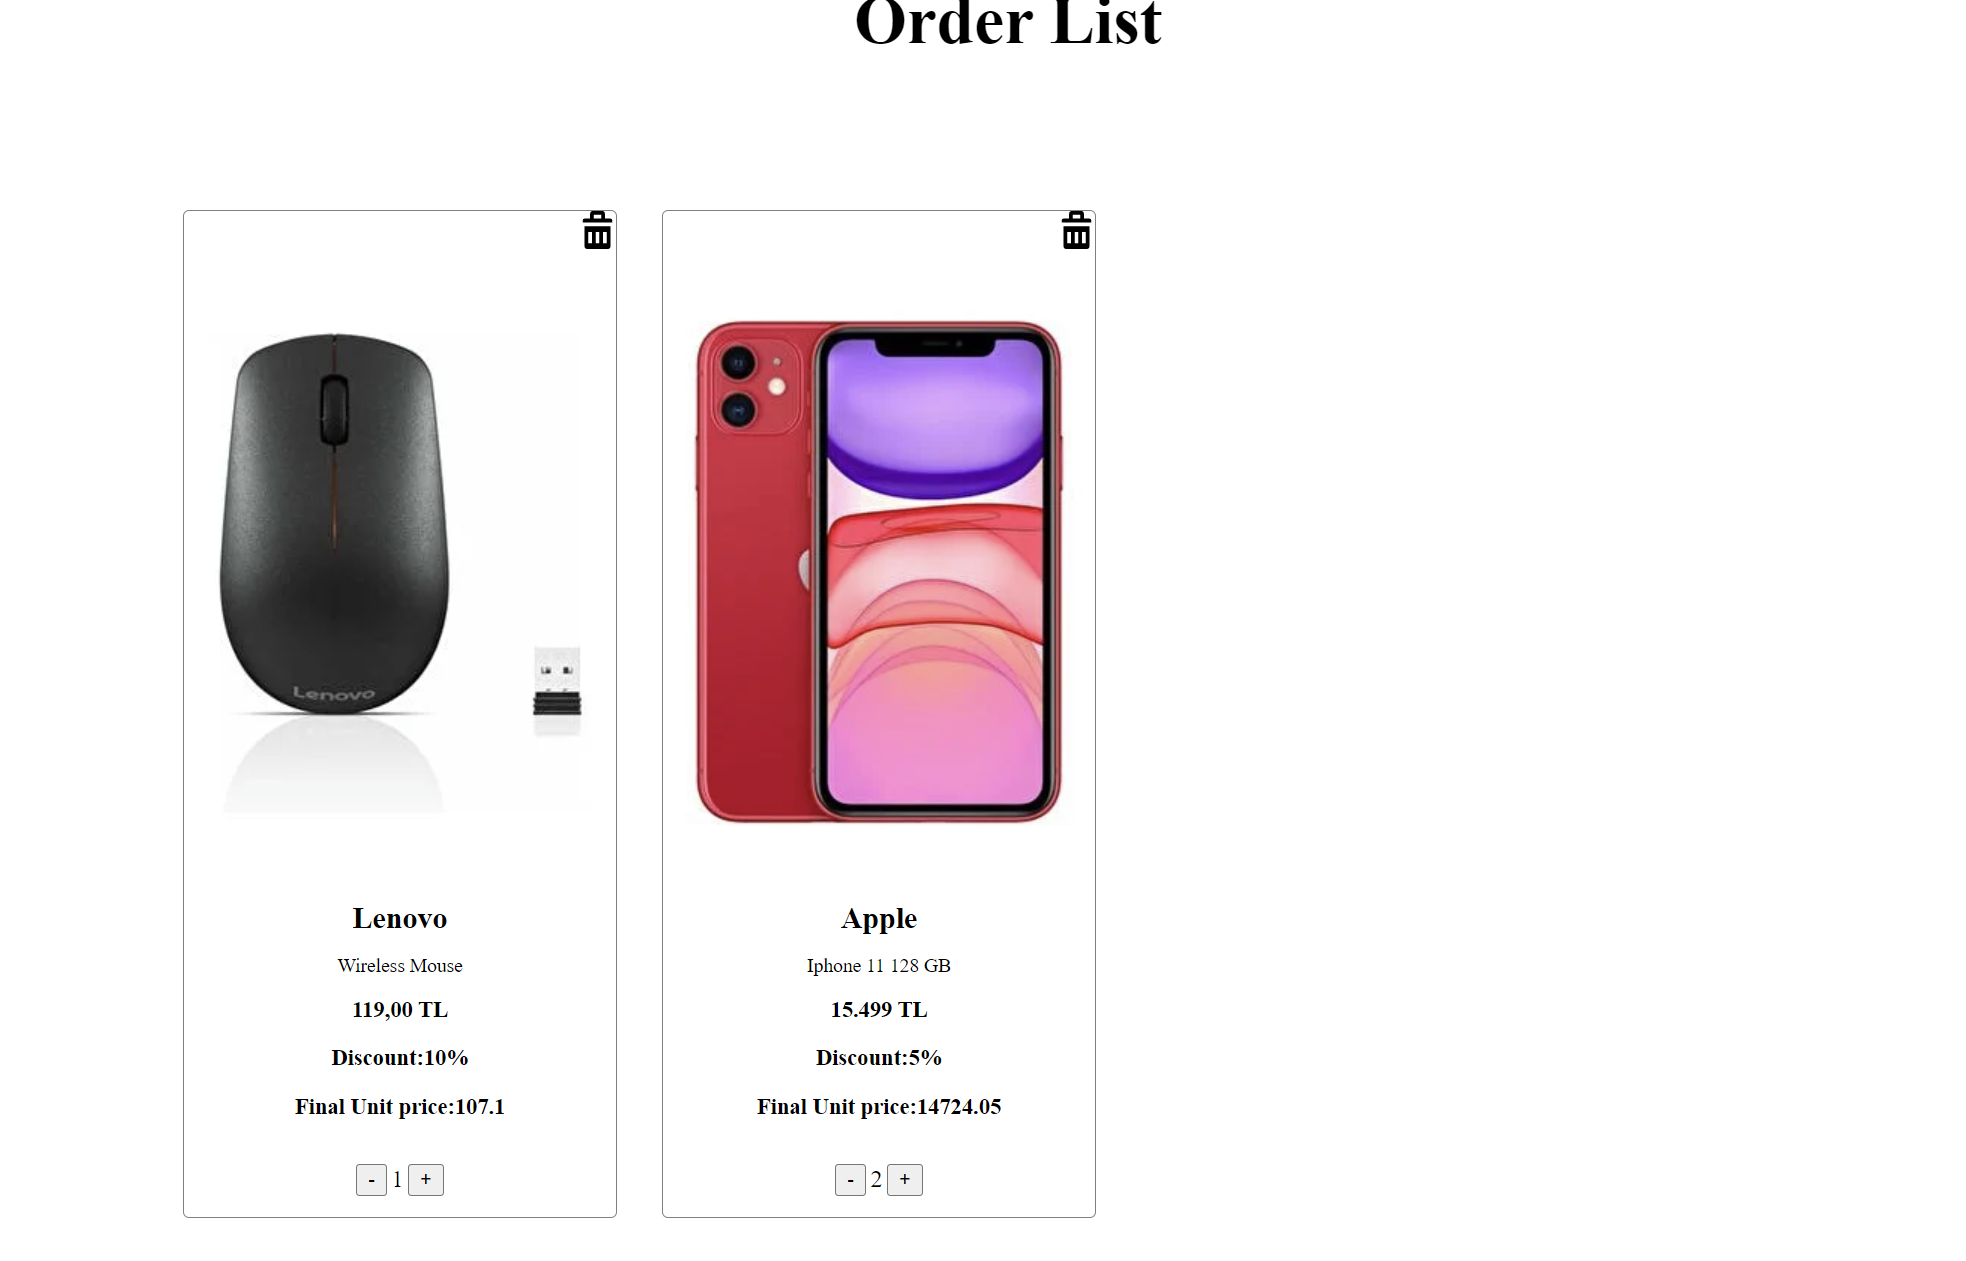 Order List
Lenovo
Lenovo
Wireless Mouse
119,00 TL
Discount:10%
Final Unit price:107.1
- 1 +
Apple
Iphone 11 128 GB
15.499 TL
Discount:5%
Final Unit price:14724.05
- 2 +